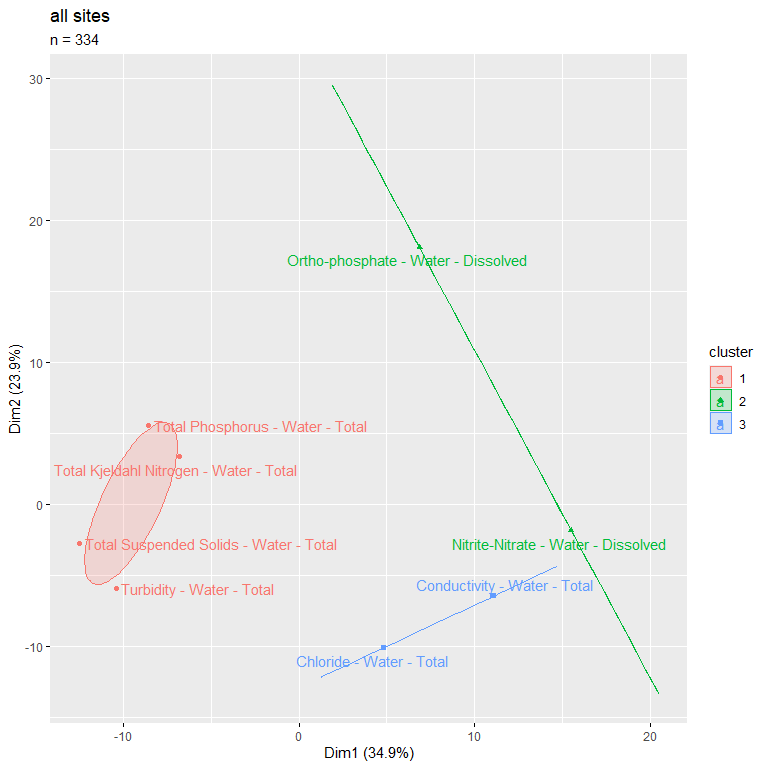 all sites
n = 334
30
20
10
0
-10
Dim2 (23.9%)
Ortho-phosphate - Water - Dissolved
Total Phosphorus - Water - Total
Total Kjeldahl Nitrogen - Water - Total
Total Suspended Solids - Water - Total
Nitrite-Nitrate - Water - Dissolved
Turbidity - Water - Total
Conductivity - Water - Total
Chloride - Water - Total
-10
0
10
20
Dim1 (34.9%)
cluster
a 1
a 2
a 3